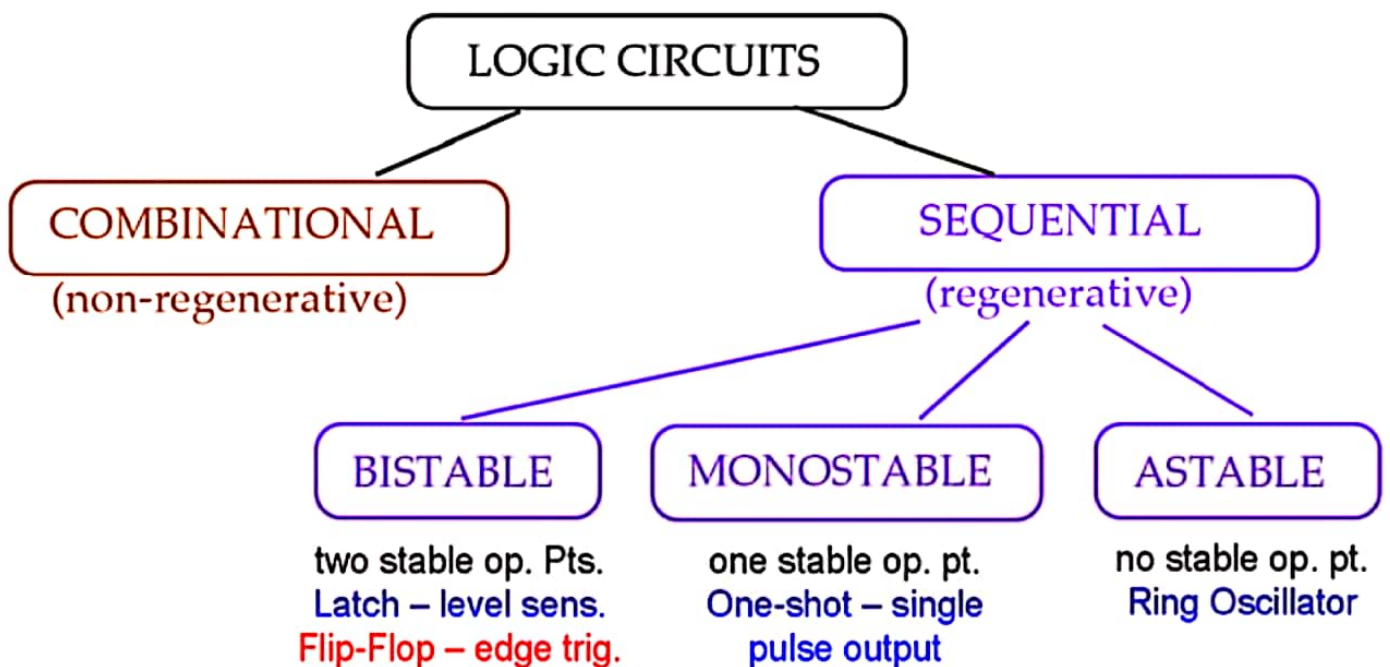 LOGIC CIRCUITS
COMBINATIONAL
(non-regenerative)
SEQUENTIAL
(regenerative)
BISTABLE
two stable op. Pts.
Latch – level sens.
Flip-Flop – edge trig.
MONOSTABLE
one stable op. pt.
One-shot – single
pulse output
ASTABLE
no stable op. pt.
Ring Oscillator